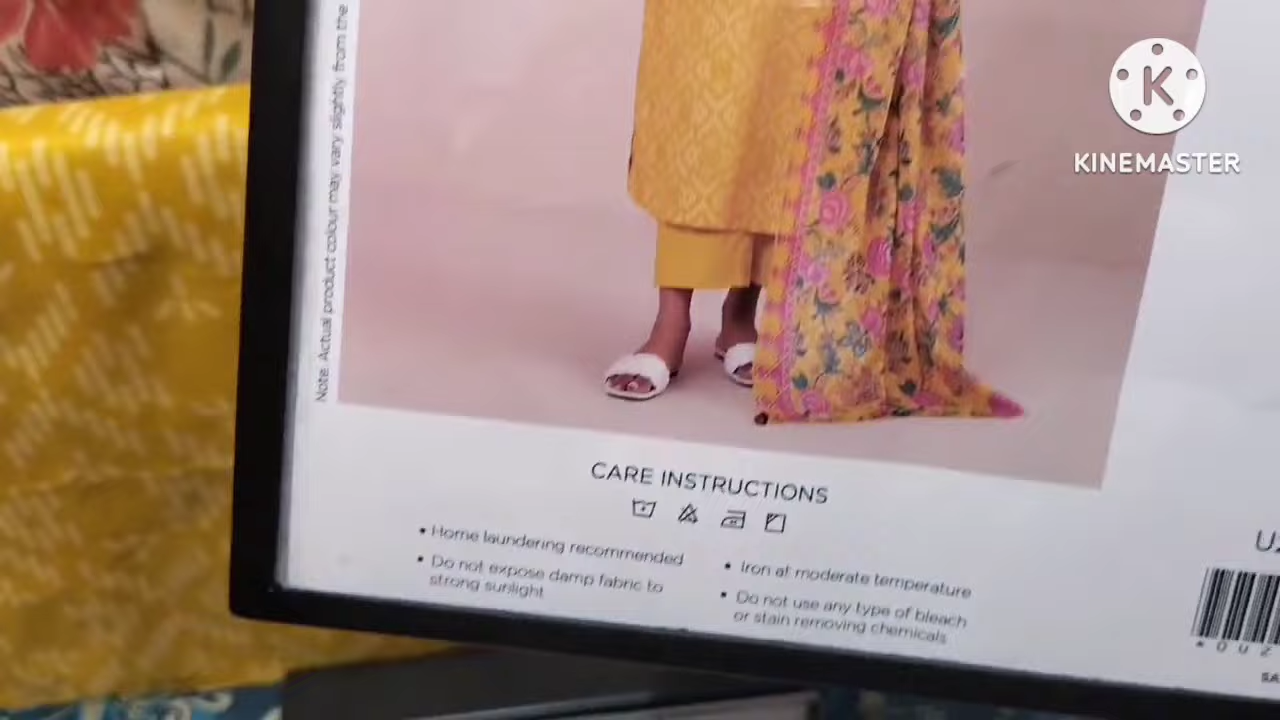 K
KINEMASTER
Note: Actual product colour may vary slightly from the
CARE INSTRUCTIONS
• Home laundering recommended
• Do not expose damp fabric to
strong sunlight
• Iron at moderate temperature
• Do not use any type of bleach
or stain removing chemicals